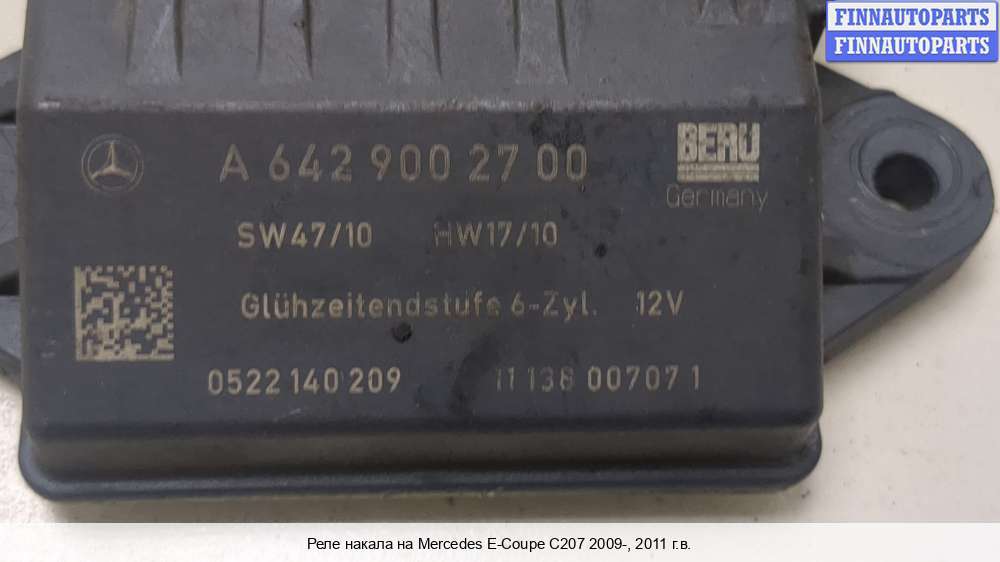 FINNAUTOPARTS
FINNAUTOPARTS
A 642 900 27 00
BERU
Germany
SW47/10 HW17/10
Glühzeitendstufe 6-Zyl. 12V
0522 140 209 11 138 00707 1
Реле накала на Mercedes E-Coupe C207 2009-, 2011 г.в.